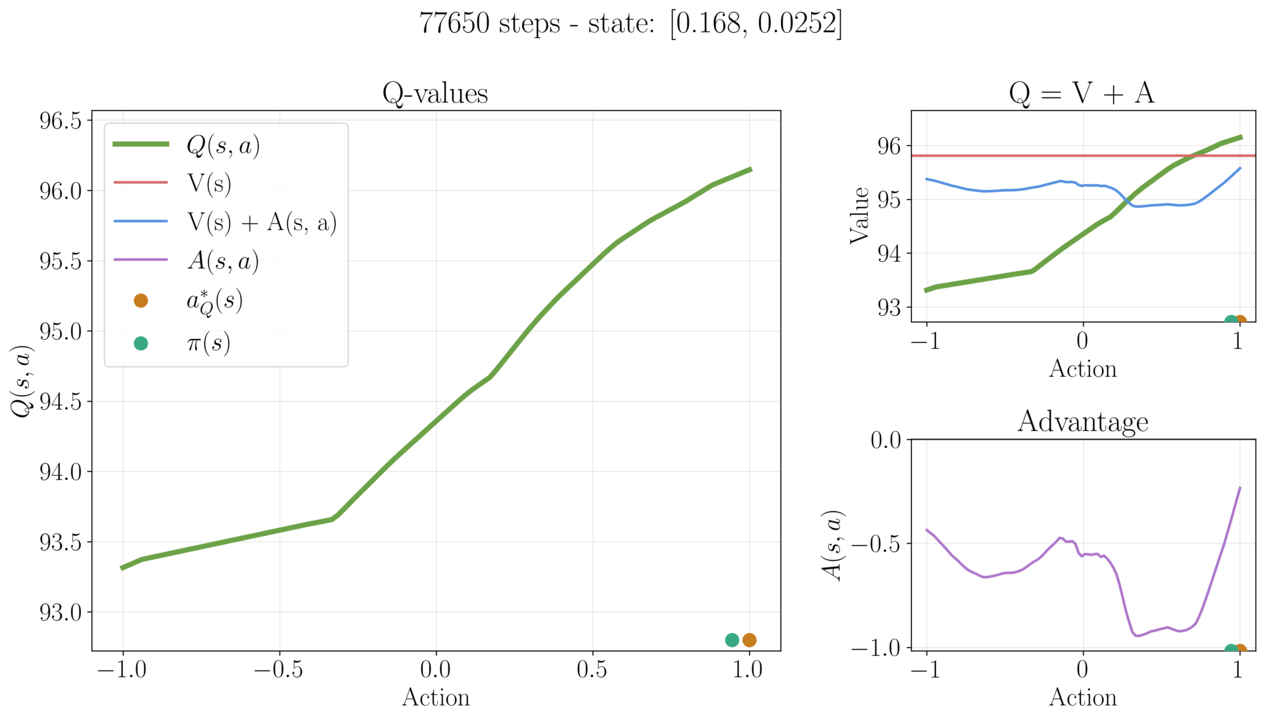 77650 steps - state: [0.168, 0.0252]
Q-values
Q(s, a)
96.5
96.0
95.5
95.0
94.5
94.0
93.5
93.0
Q(s, a)
V(s)
V(s) + A(s, a)
A(s, a)
a*_Q(s)
π(s)
−1.0 −0.5 0.0 0.5 1.0
Action
Q = V + A
Value
96
95
94
93
−1 0 1
Action
Advantage
A(s, a)
0.0
−0.5
−1.0
−1 0 1
Action